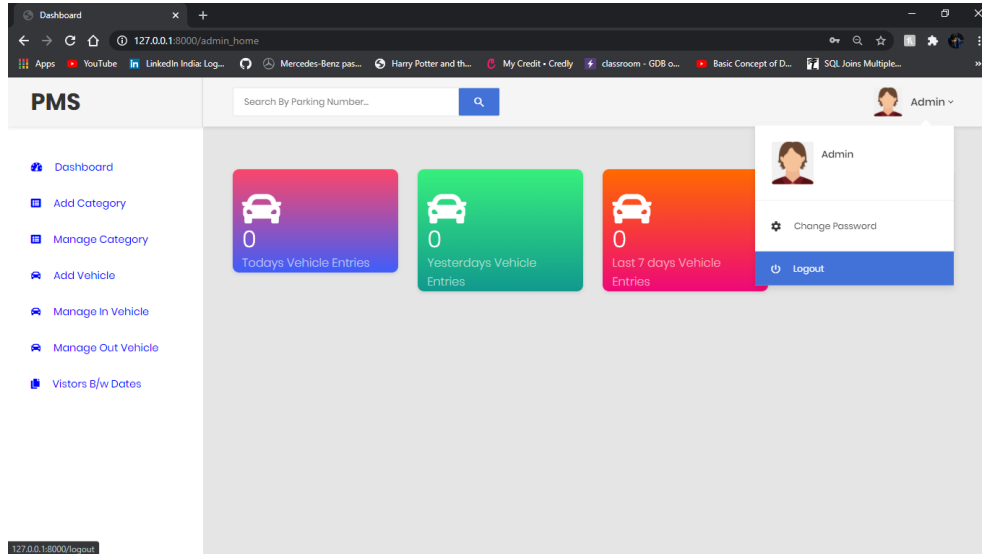 Dashboard
127.0.0.1:8000/admin_home
Apps YouTube LinkedIn India: Log... Mercedes-Benz pas... Harry Potter and th... My Credit • Credly classroom - GDB o... Basic Concept of D... SQL Joins Multiple... »
PMS
Search By Parking Number...
Admin
Dashboard
Add Category
Manage Category
Add Vehicle
Manage In Vehicle
Manage Out Vehicle
Vistors B/w Dates
0
Todays Vehicle Entries
0
Yesterdays Vehicle
Entries
0
Last 7 days Vehicle
Entries
Admin
Change Password
Logout
127.0.0.1:8000/logout